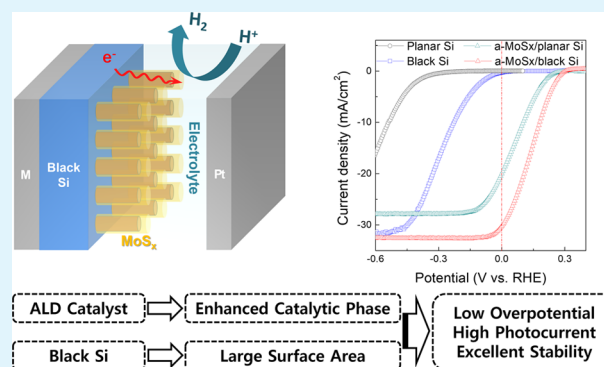 H2
H+
e-
M
Black
Si
MoSx
Electrolyte
Pt
Planar Si
a-MoSx/planar Si
Black Si
a-MoSx/black Si
Current density (mA/cm2)
0
-10
-20
-30
-0.6
-0.3
0.0
0.3
Potential (V vs. RHE)
ALD Catalyst
Enhanced Catalytic Phase
Black Si
Large Surface Area
Low Overpotential
High Photocurrent
Excellent Stability